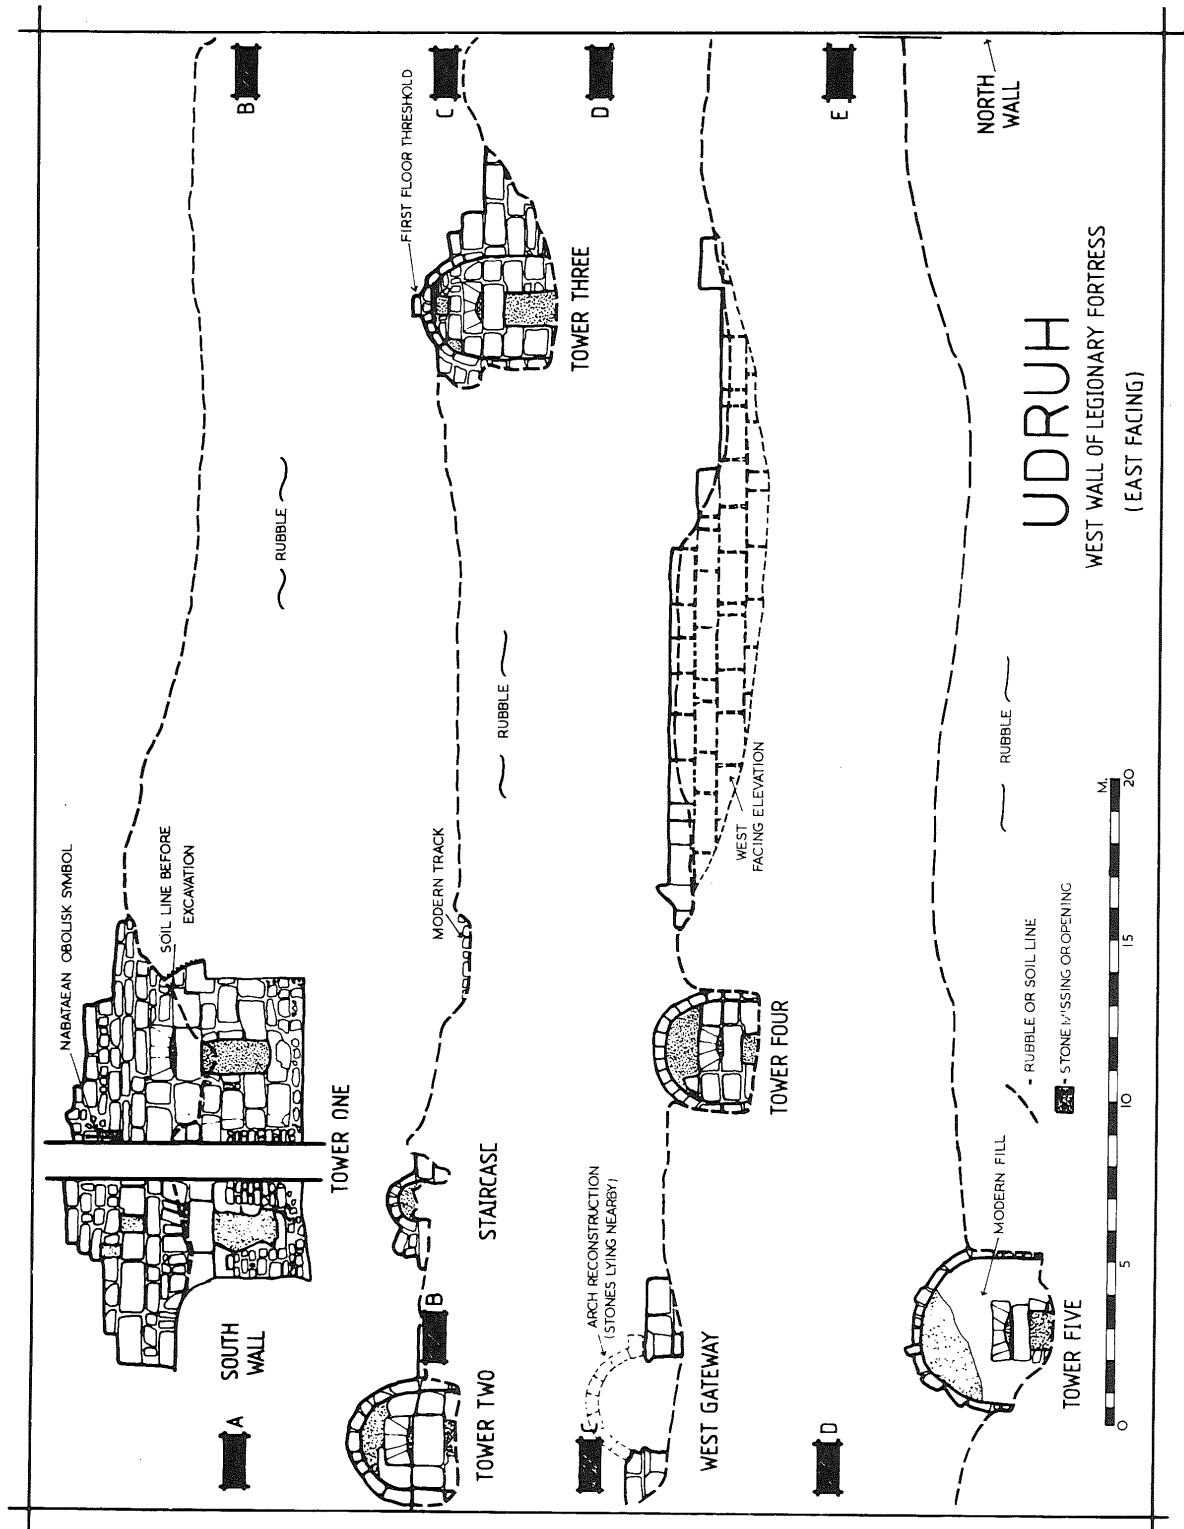 NABATAEAN OBOLISK SYMBOL
SOIL LINE BEFORE
EXCAVATION
~ RUBBLE ~
B
A
SOUTH
WALL
TOWER ONE
FIRST FLOOR THRESHOLD
MODERN TRACK
~ RUBBLE ~
C
B
TOWER TWO
STAIRCASE
TOWER THREE
D
C
ARCH RECONSTRUCTION
(STONES LYING NEARBY)
WEST GATEWAY
TOWER FOUR
WEST
FACING ELEVATION
E
D
TOWER FIVE
MODERN FILL
~ RUBBLE ~
NORTH
WALL
- RUBBLE OR SOIL LINE
- STONE MISSING OR OPENING
UDRUH
WEST WALL OF LEGIONARY FORTRESS
(EAST FACING)
M.
0 5 10 15 20